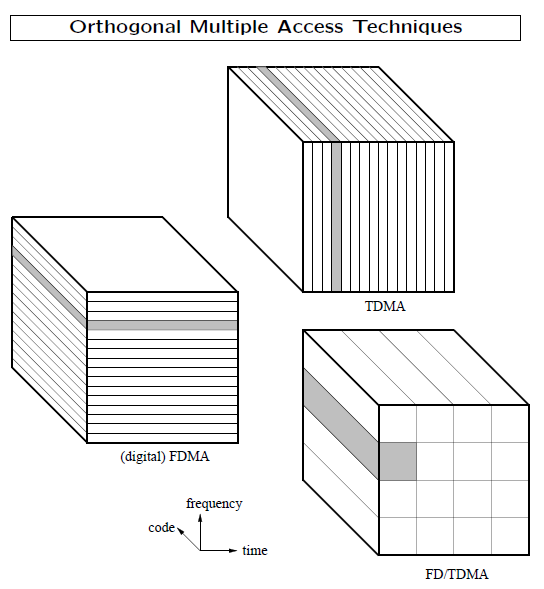 Orthogonal Multiple Access Techniques
TDMA
(digital) FDMA
frequency
code
time
FD/TDMA